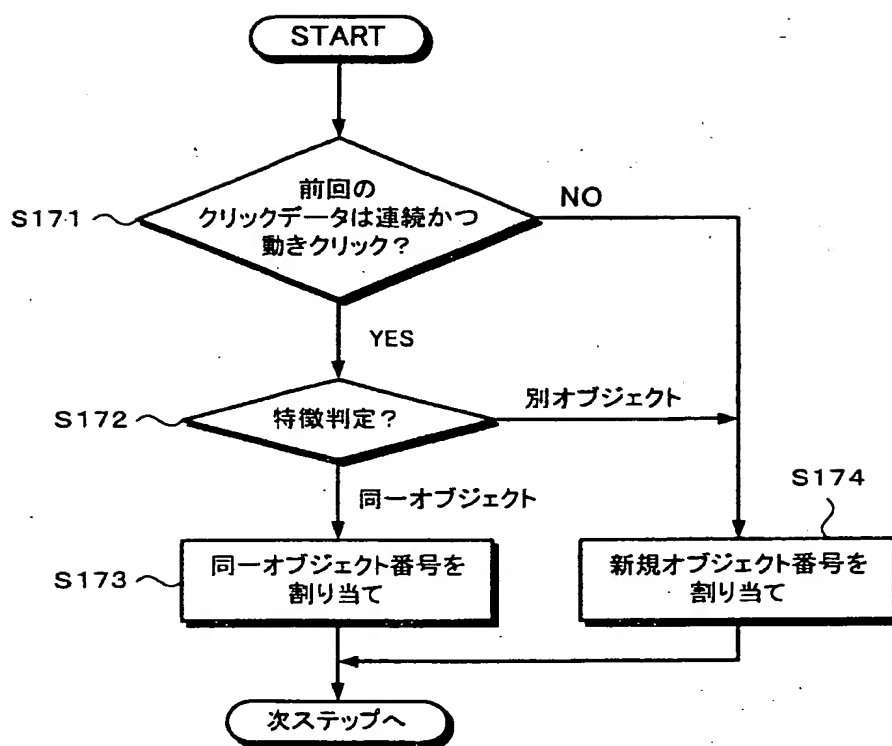 START
S171
前回の
クリックデータは連続かつ
動きクリック?
NO
YES
S172
特徴判定?
別オブジェクト
同一オブジェクト
S174
S173
同一オブジェクト番号を
割り当て
新規オブジェクト番号を
割り当て
次ステップへ